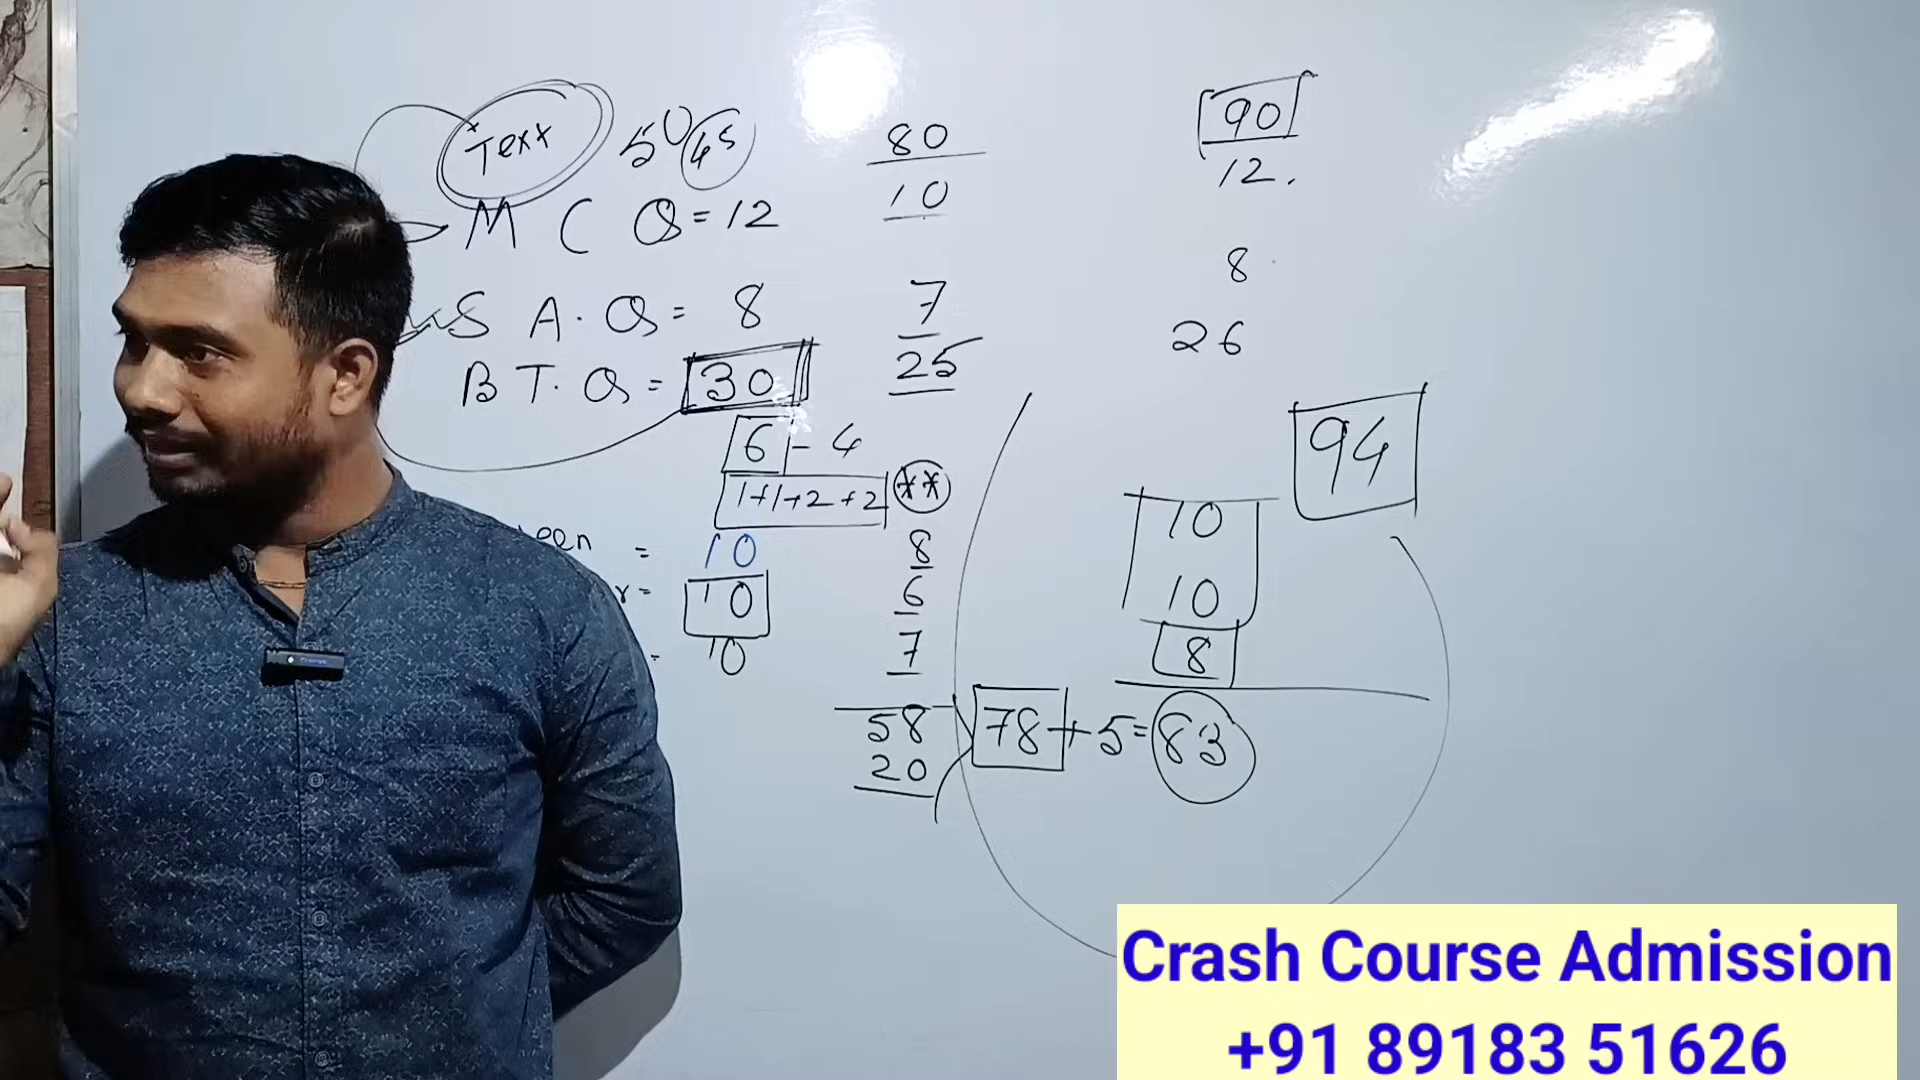 Text 50 45
M C Q = 12
S A. Q = 8
B T. Q = 30
6 - 4
1+1+2+2 **
een = 10
r = 10
- 10
80
10
7
25
8
6
7
58
20
78 + 5 = 83
90
12.
8
26
94
10
10
8
Crash Course Admission
+91 89183 51626